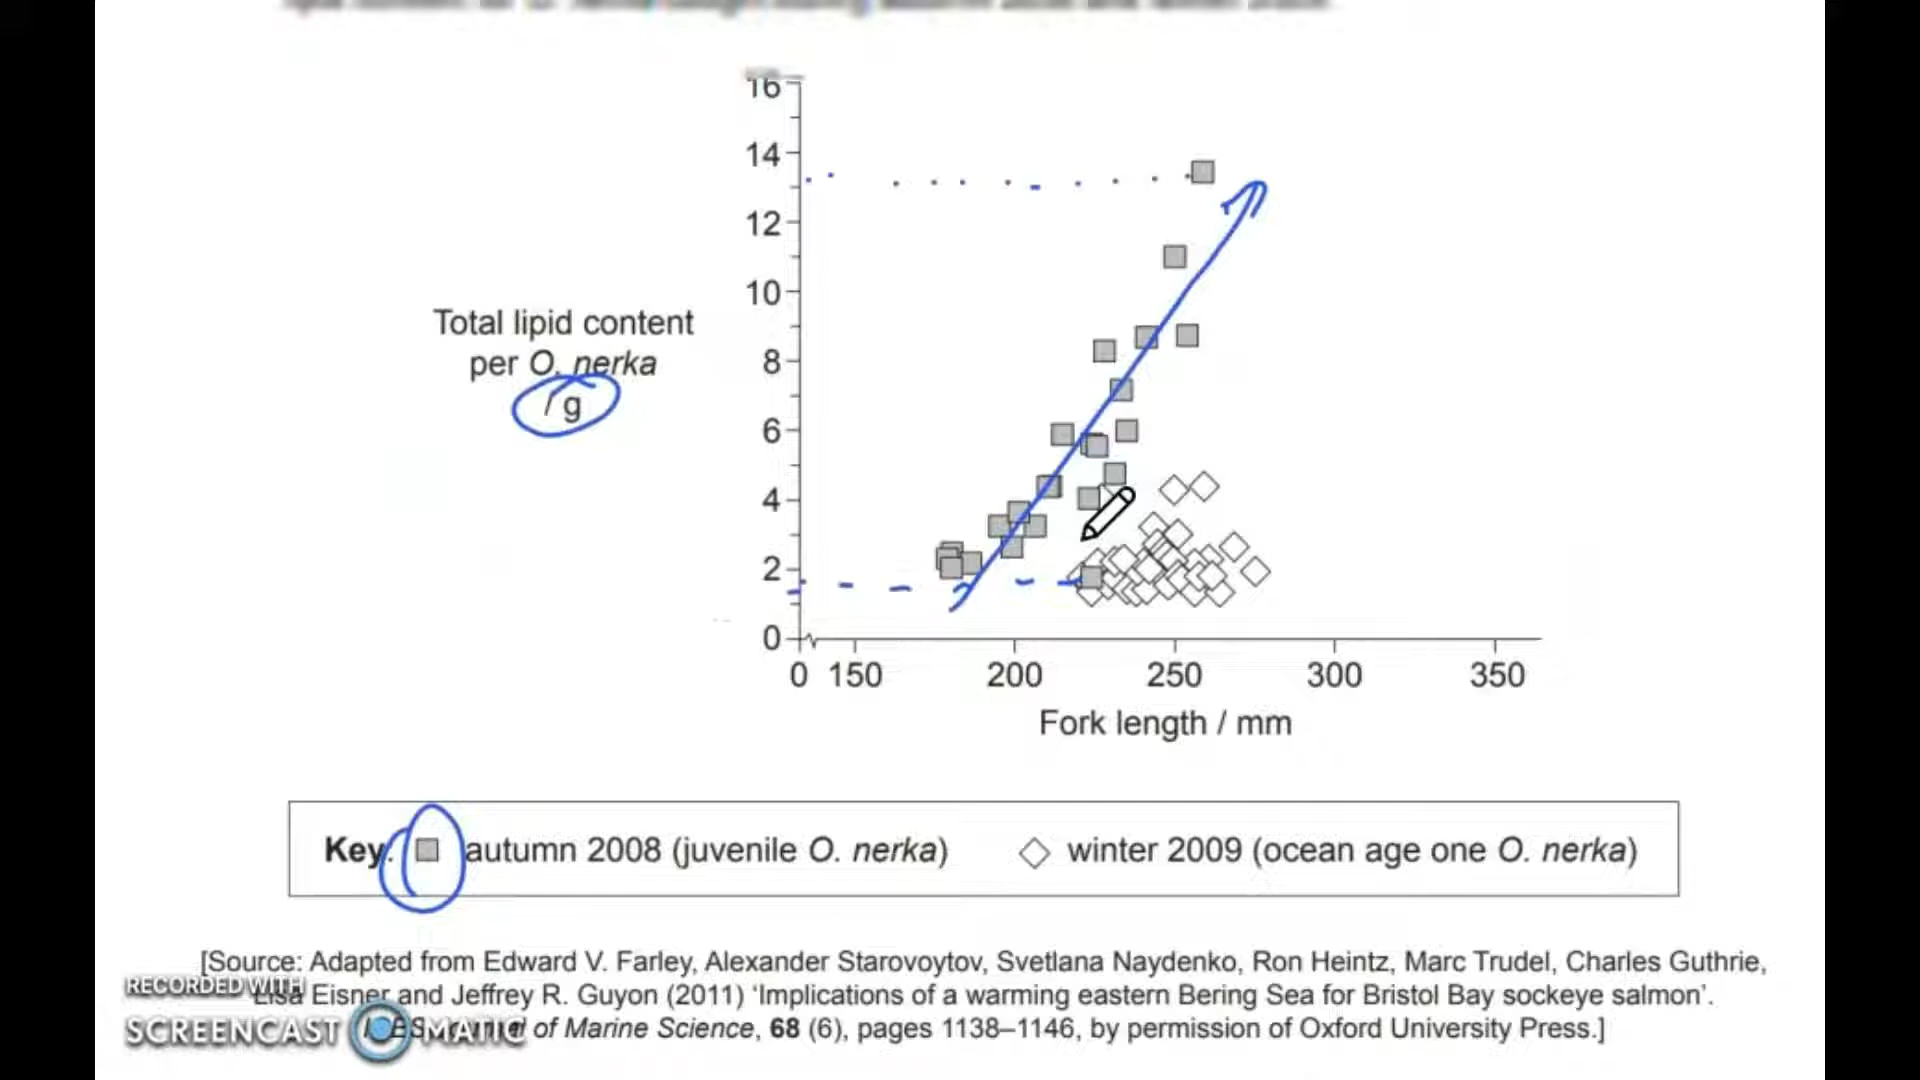 16
14
12
10
8
6
4
2
0
Total lipid content
per O. nerka
/ g
0 150 200 250 300 350
Fork length / mm
Key: autumn 2008 (juvenile O. nerka) winter 2009 (ocean age one O. nerka)
[Source: Adapted from Edward V. Farley, Alexander Starovoytov, Svetlana Naydenko, Ron Heintz, Marc Trudel, Charles Guthrie,
Lisa Eisner and Jeffrey R. Guyon (2011) ‘Implications of a warming eastern Bering Sea for Bristol Bay sockeye salmon’.
of Marine Science, 68 (6), pages 1138–1146, by permission of Oxford University Press.]
RECORDED WITH
SCREENCAST MATIC